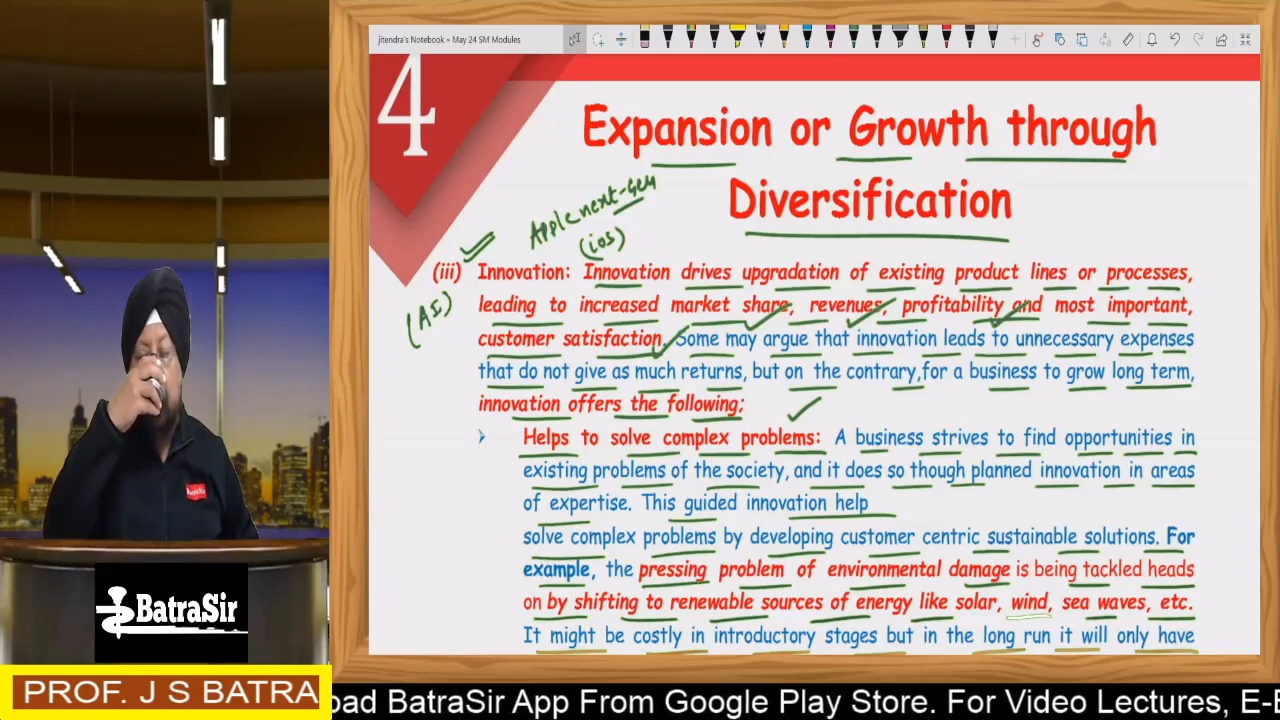 jitendra's Notebook » May 24 SM Modules
4
Expansion or Growth through
Diversification
Apple next-Gen
(ios)
(iii) Innovation: Innovation drives upgradation of existing product lines or processes,
(AI)
leading to increased market share, revenues, profitability and most important,
customer satisfaction. Some may argue that innovation leads to unnecessary expenses
that do not give as much returns, but on the contrary, for a business to grow long term,
innovation offers the following;
Helps to solve complex problems: A business strives to find opportunities in
existing problems of the society, and it does so though planned innovation in areas
of expertise. This guided innovation help
solve complex problems by developing customer centric sustainable solutions. For
example, the pressing problem of environmental damage is being tackled heads
on by shifting to renewable sources of energy like solar, wind, sea waves, etc.
It might be costly in introductory stages but in the long run it will only have
BatraSir
PROF. J S BATRA
oad BatraSir App From Google Play Store. For Video Lectures, E-B